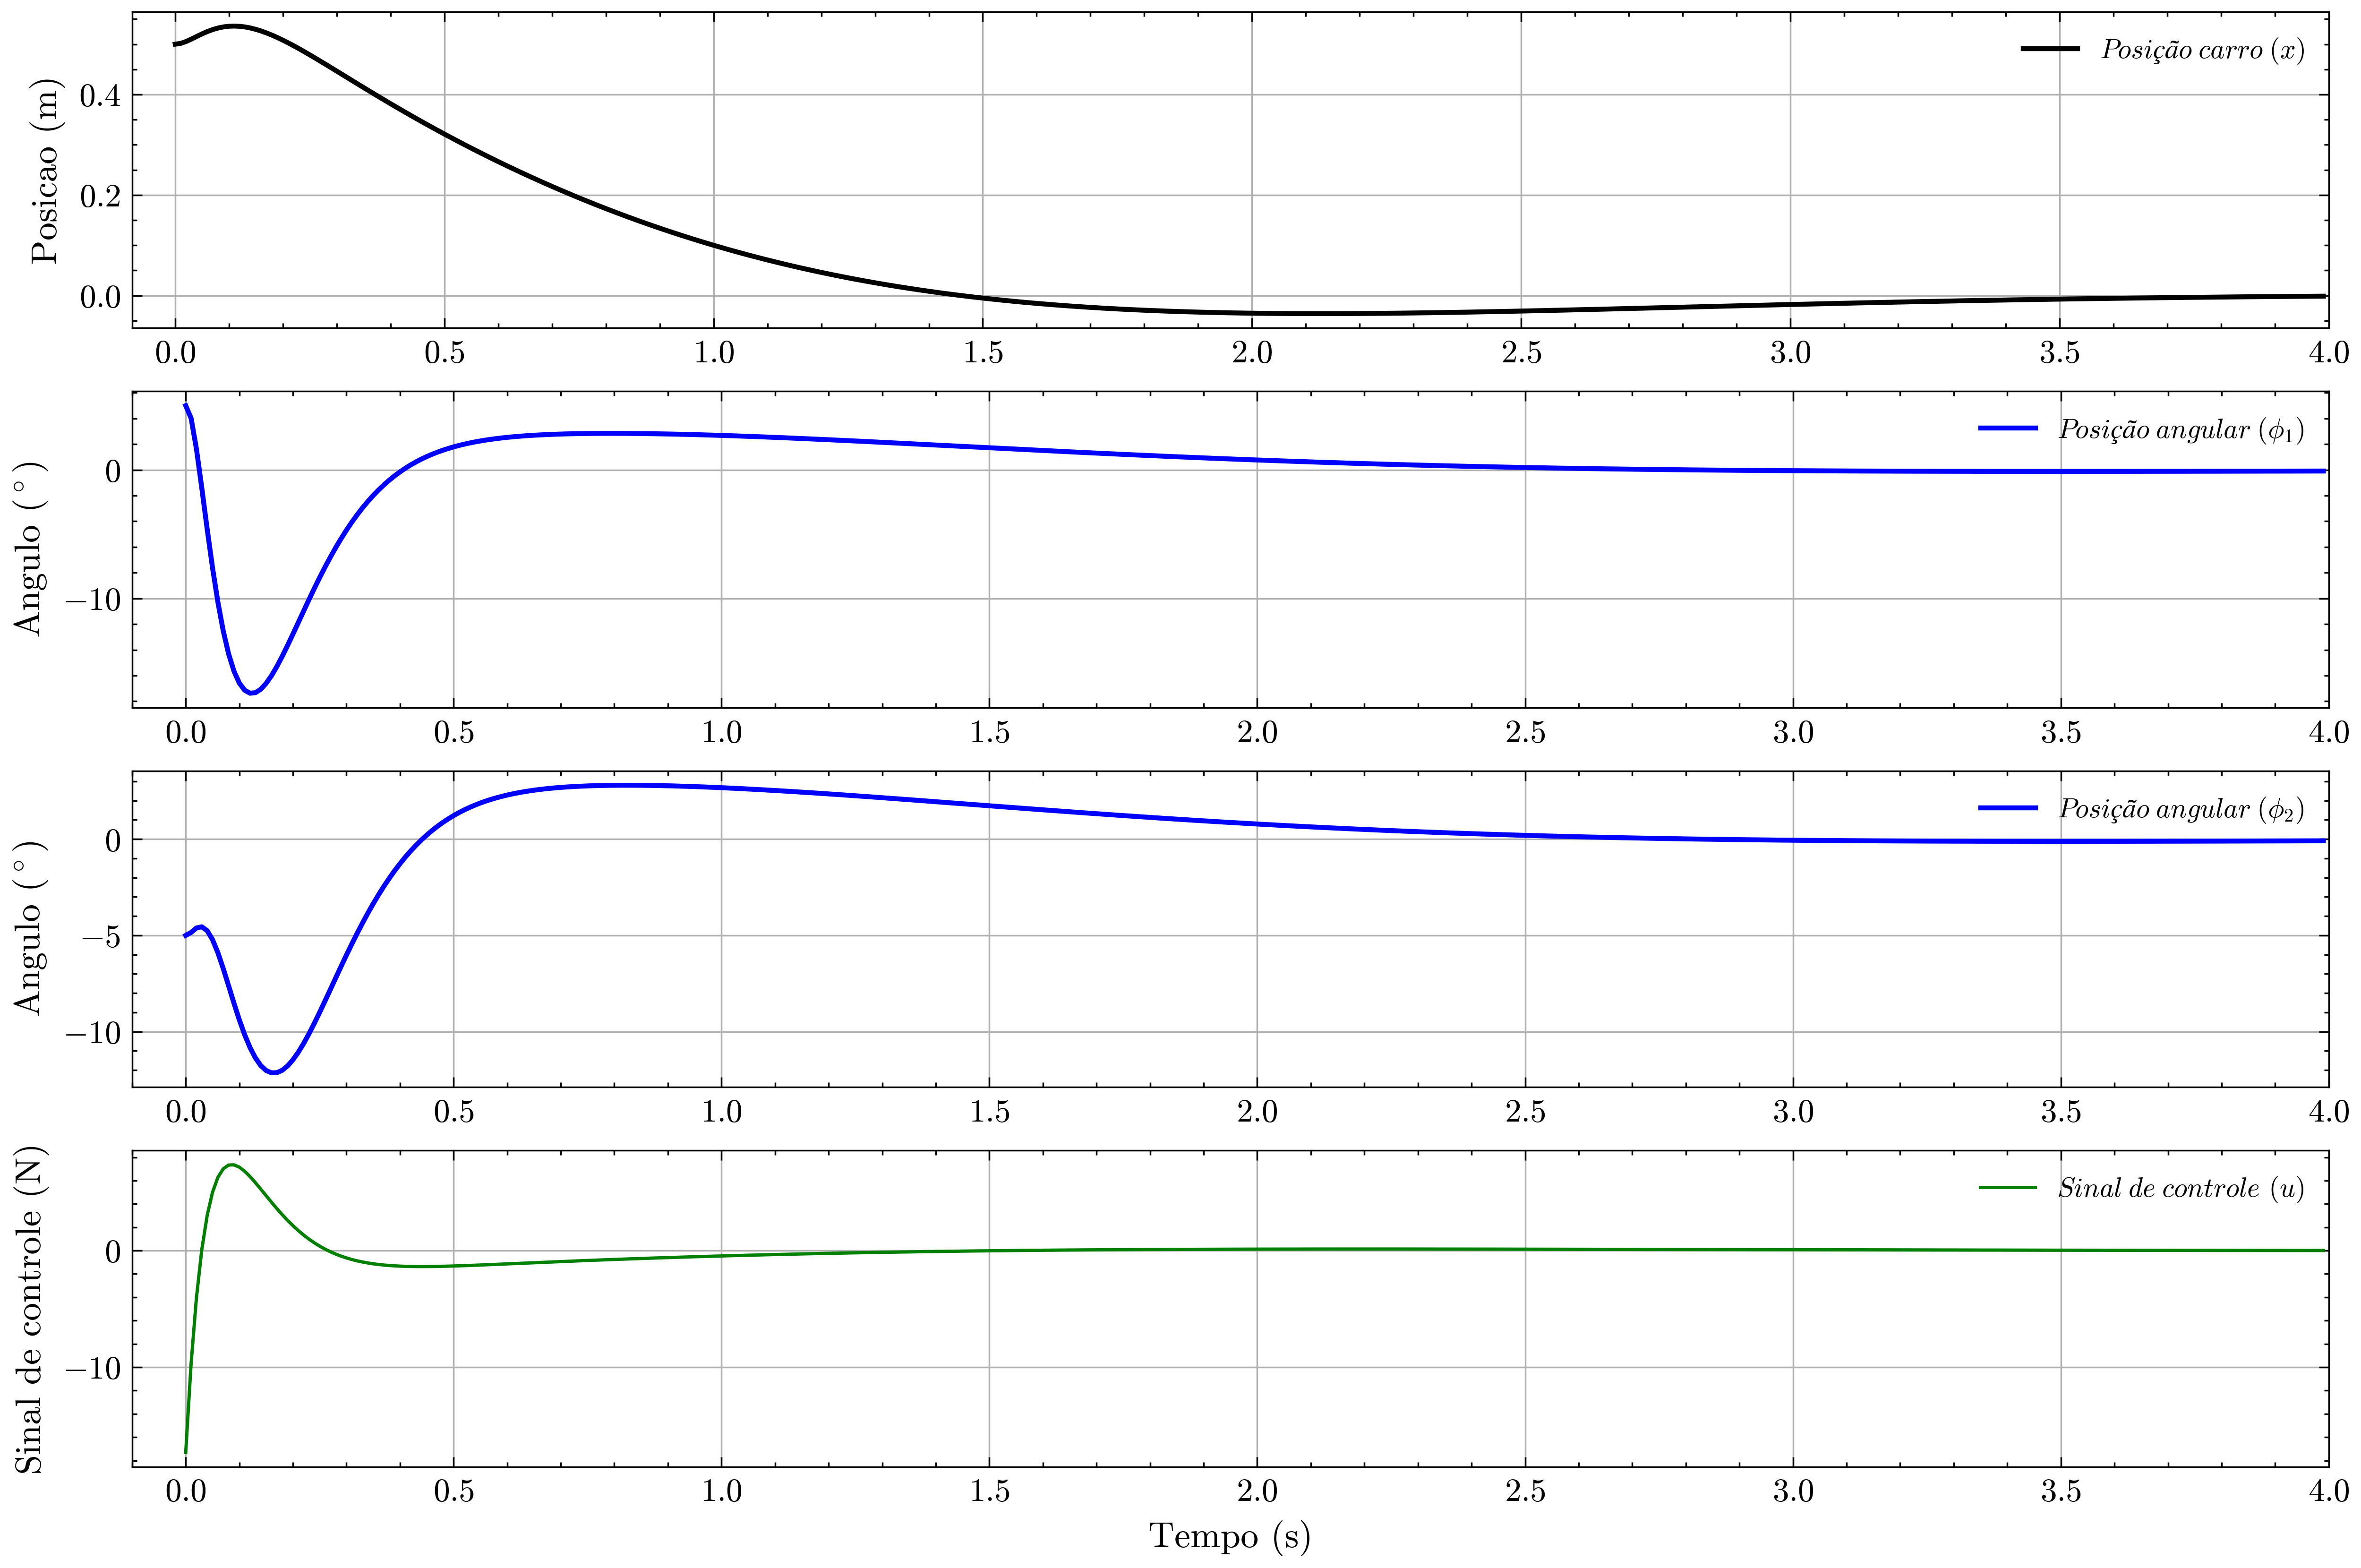 Posição carro (x)
Posicao (m)
0.4
0.2
0.0
0.0 0.5 1.0 1.5 2.0 2.5 3.0 3.5 4.0
Posição angular (ϕ₁)
Angulo (°)
0
−10
0.0 0.5 1.0 1.5 2.0 2.5 3.0 3.5 4.0
Posição angular (ϕ₂)
Angulo (°)
0
−5
−10
0.0 0.5 1.0 1.5 2.0 2.5 3.0 3.5 4.0
Sinal de controle (u)
Sinal de controle (N)
0
−10
0.0 0.5 1.0 1.5 2.0 2.5 3.0 3.5 4.0
Tempo (s)